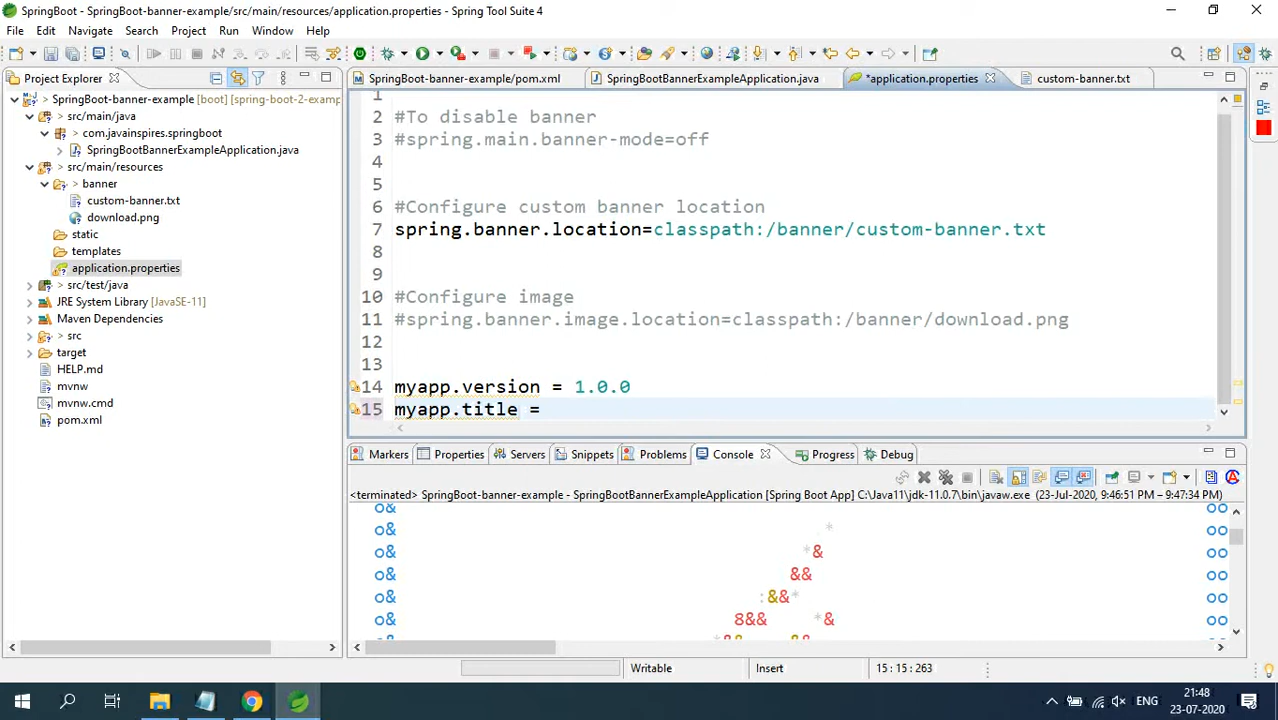 SpringBoot - SpringBoot-banner-example/src/main/resources/application.properties - Spring Tool Suite 4
File Edit Navigate Search Project Run Window Help
Project Explorer
SpringBoot-banner-example [boot] [spring-boot-2-examp
src/main/java
com.javainspires.springboot
SpringBootBannerExampleApplication.java
src/main/resources
banner
custom-banner.txt
download.png
static
templates
application.properties
src/test/java
JRE System Library [JavaSE-11]
Maven Dependencies
src
target
HELP.md
mvnw
mvnw.cmd
pom.xml
SpringBoot-banner-example/pom.xml SpringBootBannerExampleApplication.java *application.properties custom-banner.txt
1
2 #To disable banner
3 #spring.main.banner-mode=off
4
5
6 #Configure custom banner location
7 spring.banner.location=classpath:/banner/custom-banner.txt
8
9
10 #Configure image
11 #spring.banner.image.location=classpath:/banner/download.png
12
13
14 myapp.version = 1.0.0
15 myapp.title =
Markers Properties Servers Snippets Problems Console Progress Debug
<terminated> SpringBoot-banner-example - SpringBootBannerExampleApplication [Spring Boot App] C:\Java11\jdk-11.0.7\bin\javaw.exe (23-Jul-2020, 9:46:51 PM – 9:47:34 PM)
o& oo
o& * oo
o& *& oo
o& && oo
o& :&&* oo
o& 8&& *& oo
Writable Insert 15 : 15 : 263
ENG 21:48
23-07-2020